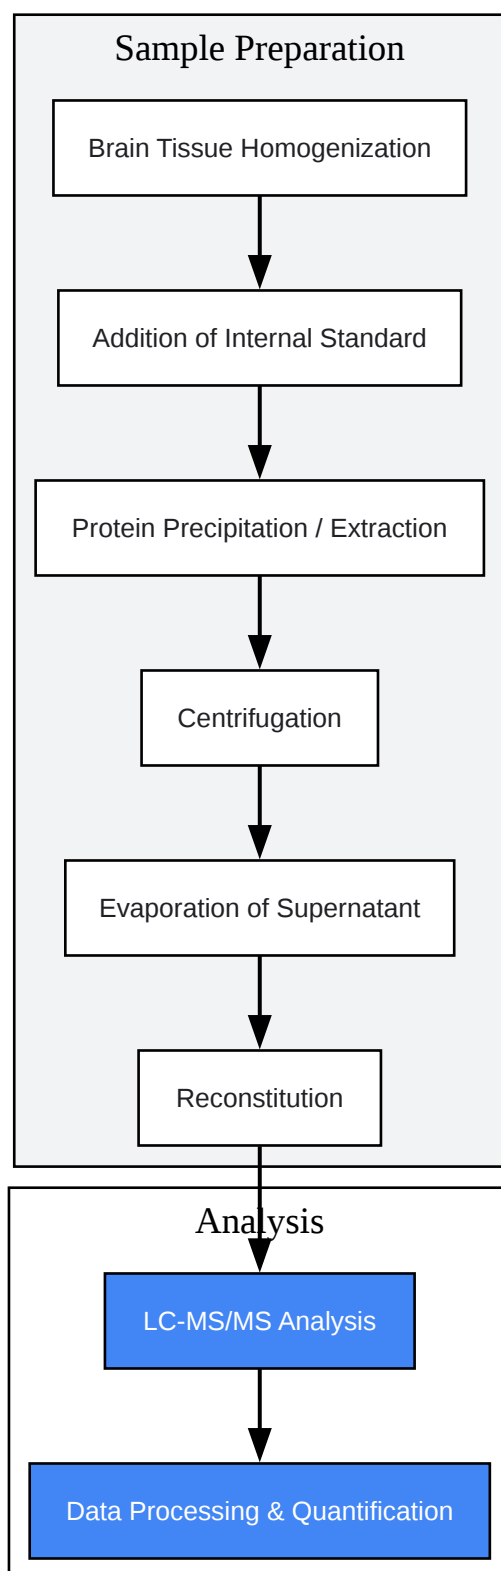 Sample Preparation
Brain Tissue Homogenization
Addition of Internal Standard
Protein Precipitation / Extraction
Centrifugation
Evaporation of Supernatant
Reconstitution
Analysis
LC-MS/MS Analysis
Data Processing & Quantification